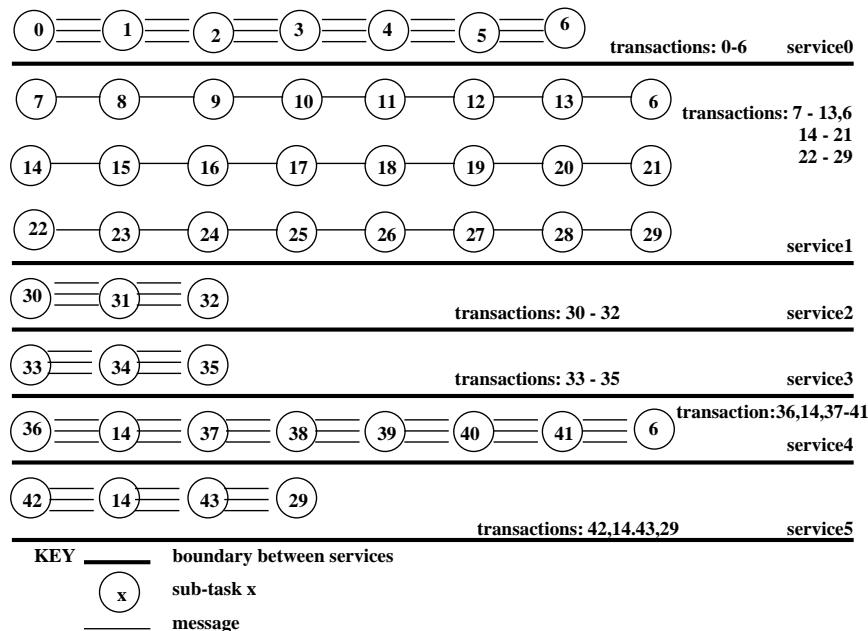 0 1 2 3 4 5 6
transactions: 0-6 service0
7 8 9 10 11 12 13 6
transactions: 7 - 13,6
14 - 21
22 - 29
14 15 16 17 18 19 20 21
22 23 24 25 26 27 28 29
service1
30 31 32
transactions: 30 - 32 service2
33 34 35
transactions: 33 - 35 service3
transaction:36,14,37-41
36 14 37 38 39 40 41 6
service4
42 14 43 29
transactions: 42,14.43,29 service5
KEY boundary between services
x sub-task x
message